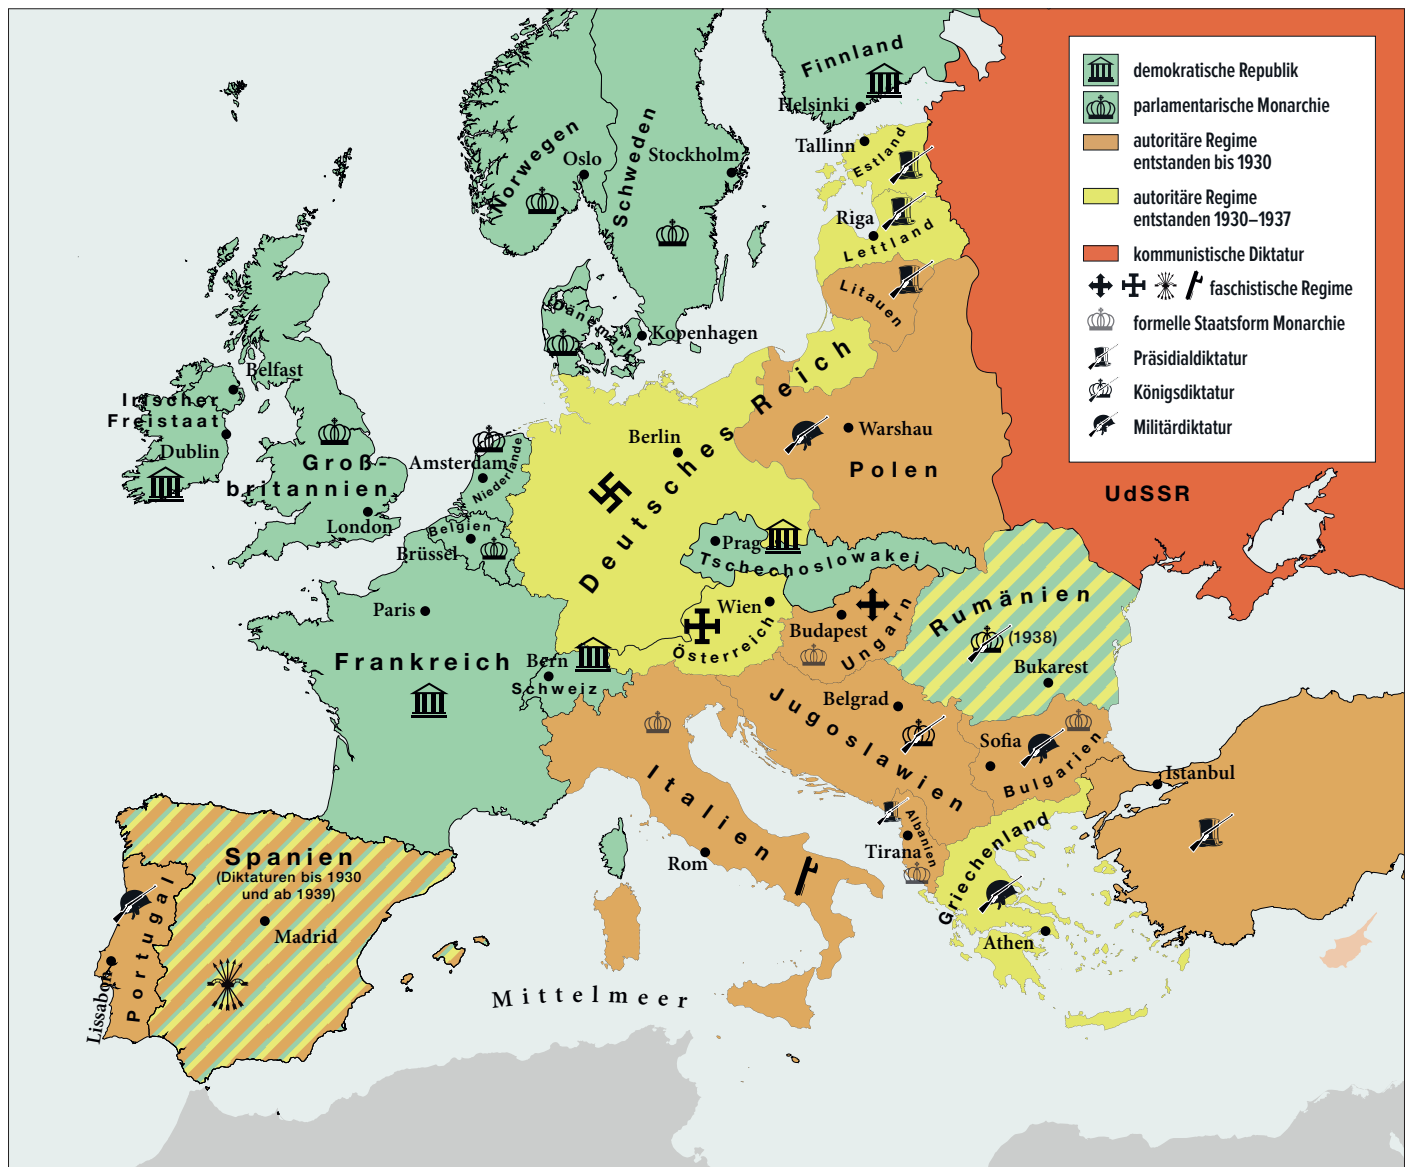 demokratische Republik
parlamentarische Monarchie
autoritäre Regime
entstanden bis 1930
autoritäre Regime
entstanden 1930–1937
kommunistische Diktatur
faschistische Regime
formelle Staatsform Monarchie
Präsidialdiktatur
Königsdiktatur
Militärdiktatur
Finnland
Helsinki
Norwegen
Oslo
Schweden
Stockholm
Tallinn
Estland
Riga
Lettland
Litauen
Dänemark
Kopenhagen
Belfast
Irischer
Freistaat
Dublin
Groß-
britannien
London
Amsterdam
Niederlande
Belgien
Brüssel
Berlin
Deutsches Reich
Warshau
Polen
UdSSR
Prag
Tschechoslowakei
Paris
Frankreich
Bern
Schweiz
Wien
Österreich
Budapest
Ungarn
Rumänien
(1938)
Bukarest
Belgrad
Jugoslawien
Sofia
Bulgarien
Istanbul
Italien
Rom
Albanien
Tirana
Griechenland
Athen
Spanien
(Diktaturen bis 1930
und ab 1939)
Madrid
Portugal
Lissabon
Mittelmeer